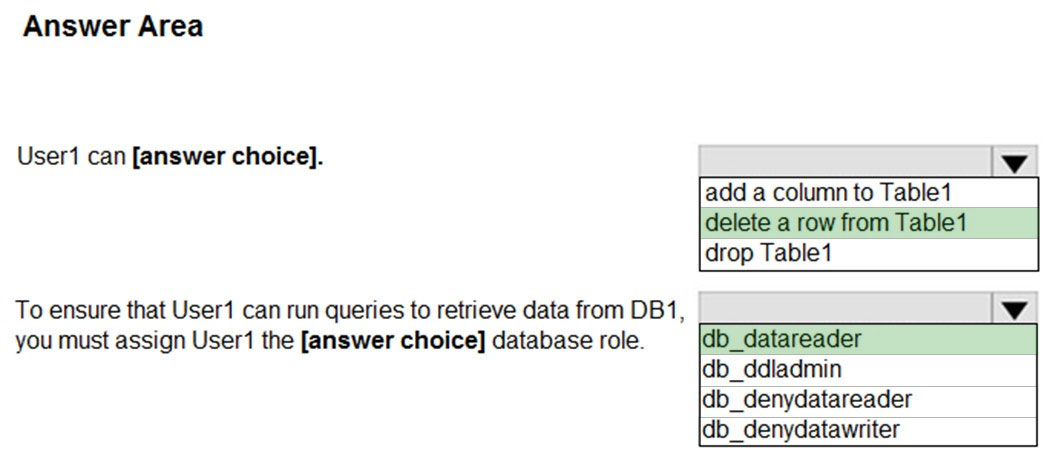 Answer Area
User1 can [answer choice].
add a column to Table1
delete a row from Table1
drop Table1
To ensure that User1 can run queries to retrieve data from DB1,
you must assign User1 the [answer choice] database role.
db_datareader
db_ddladmin
db_denydatareader
db_denydatawriter